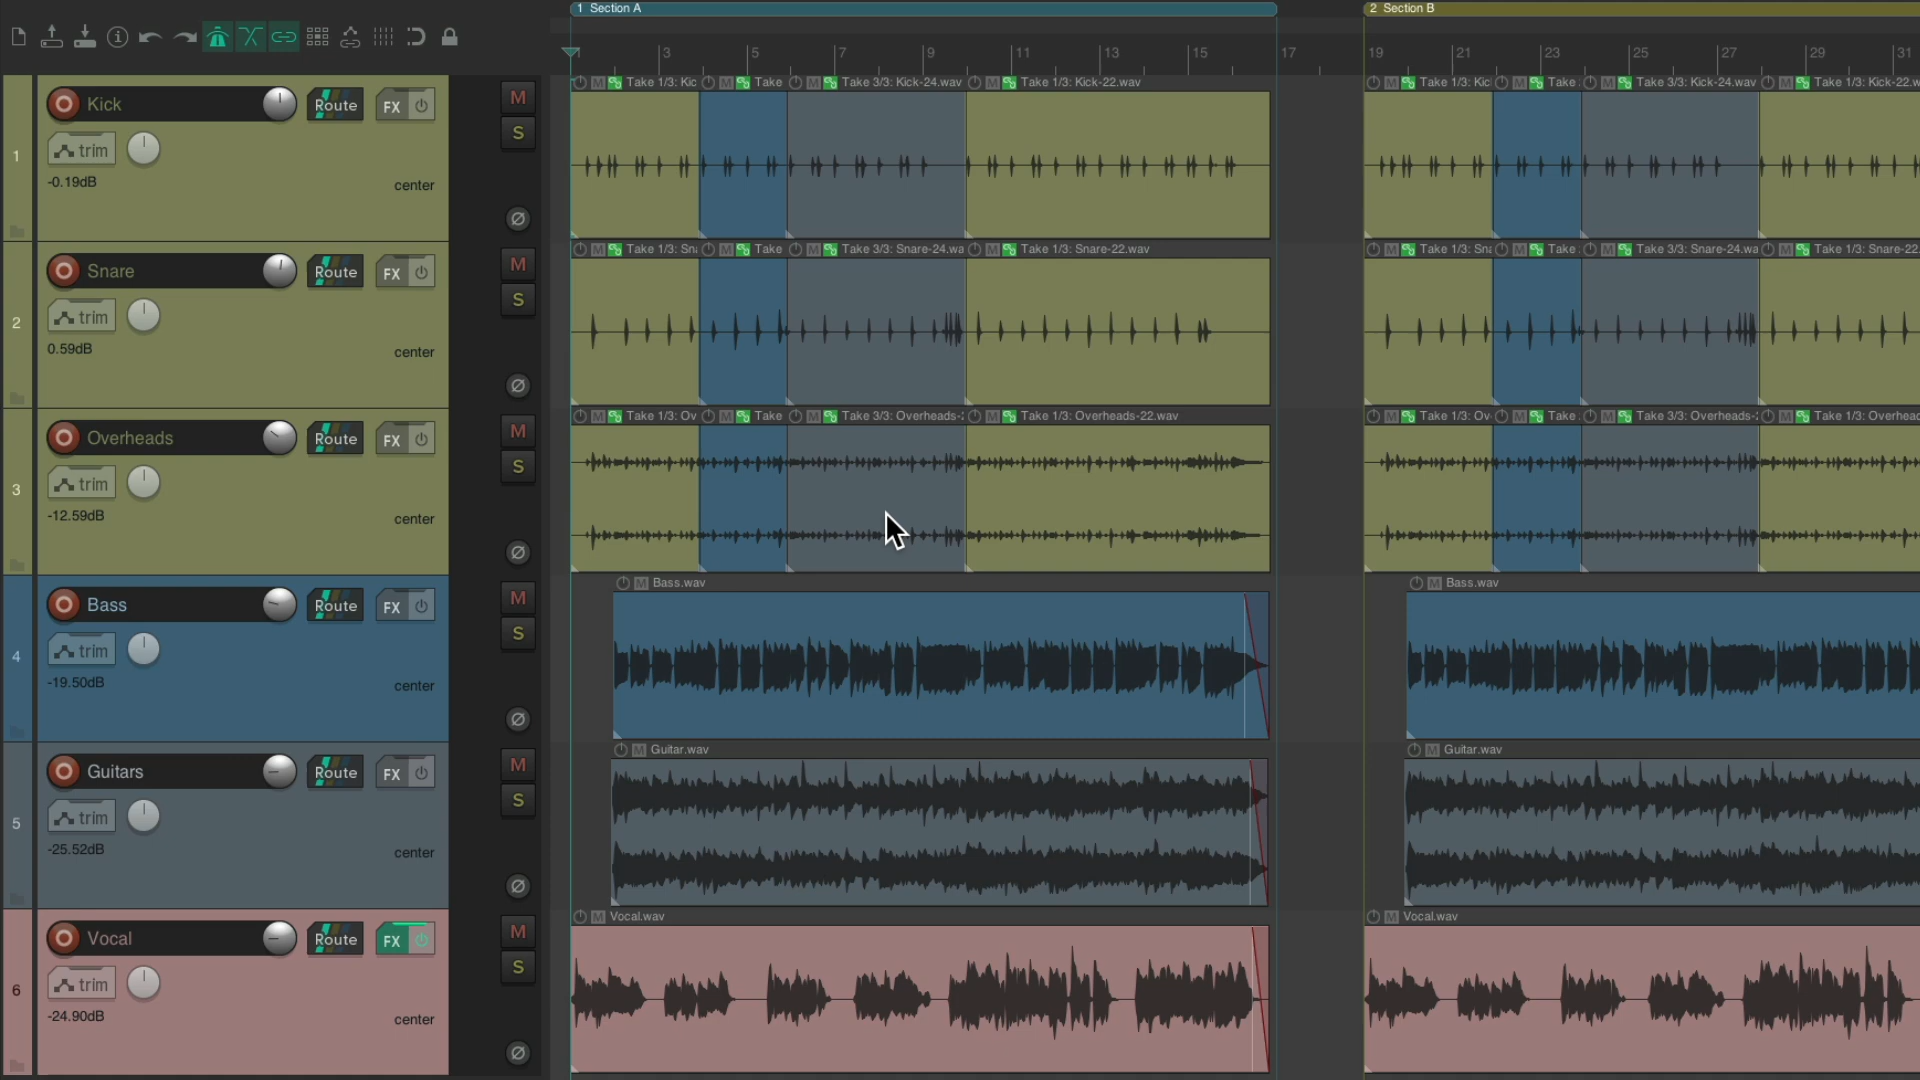 1 Section A
2 Section B
3 5 7 9 11 13 15 17 19 21 23 25 27 29 31
1
Kick
Route
FX
M
S
trim
-0.19dB
center
M Take 1/3: Kic M Take M Take 3/3: Kick-24.wav M Take 1/3: Kick-22.wav
M Take 1/3: Kic M Take M Take 3/3: Kick-24.wav M Take 1/3: Kick-22.w
2
Snare
Route
FX
M
S
trim
0.59dB
center
M Take 1/3: Sna M Take M Take 3/3: Snare-24.wa M Take 1/3: Snare-22.wav
M Take 1/3: Sna M Take M Take 3/3: Snare-24.wa M Take 1/3: Snare-22
3
Overheads
Route
FX
M
S
trim
-12.59dB
center
M Take 1/3: Ov M Take M Take 3/3: Overheads-2 M Take 1/3: Overheads-22.wav
M Take 1/3: Ov M Take M Take 3/3: Overheads- M Take 1/3: Overheac
4
Bass
Route
FX
M
S
trim
-19.50dB
center
M Bass.wav
M Bass.wav
5
Guitars
Route
FX
M
S
trim
-25.52dB
center
M Guitar.wav
M Guitar.wav
6
Vocal
Route
FX
M
S
trim
-24.90dB
center
M Vocal.wav
M Vocal.wav